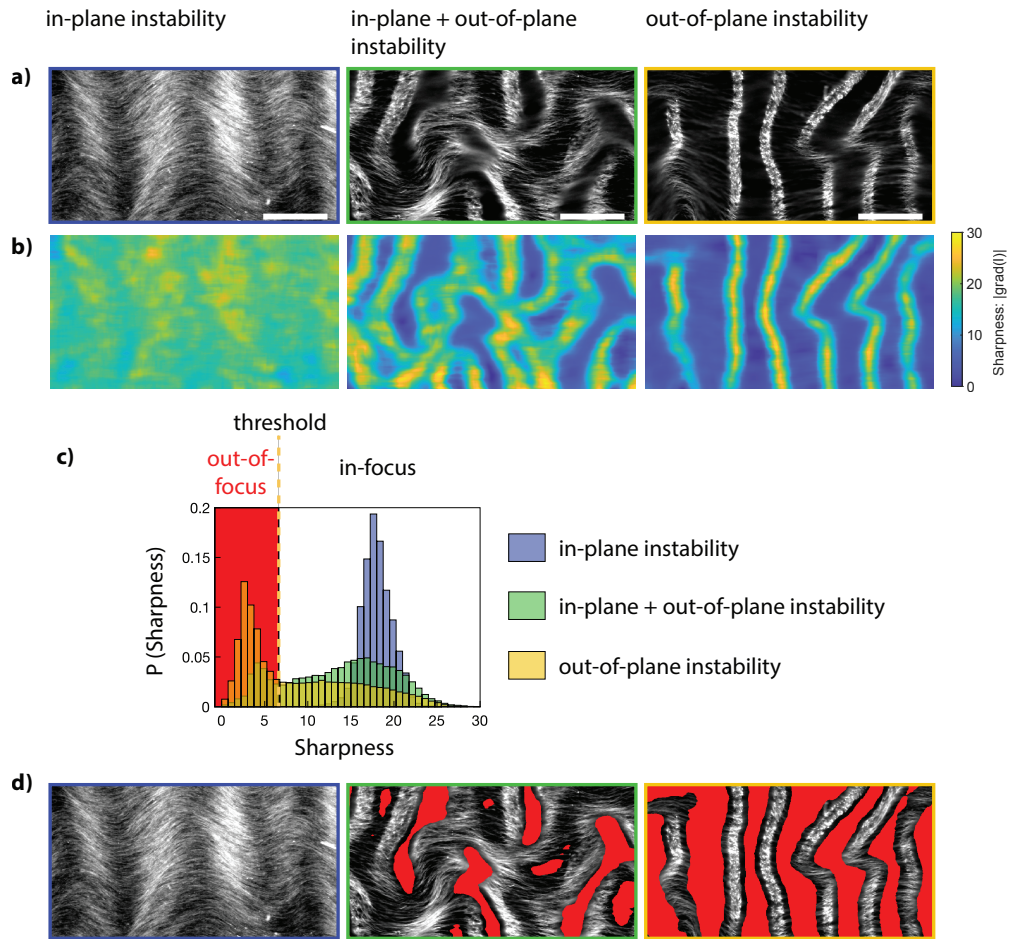 in-plane instability
in-plane + out-of-plane
instability
out-of-plane instability
a)
b)
30
20
10
0
Sharpness: |grad(I)|
threshold
c)
out-of-
focus
in-focus
0.2
0.15
0.1
0.05
0
P (Sharpness)
0 5 10 15 20 25 30
Sharpness
in-plane instability
in-plane + out-of-plane instability
out-of-plane instability
d)